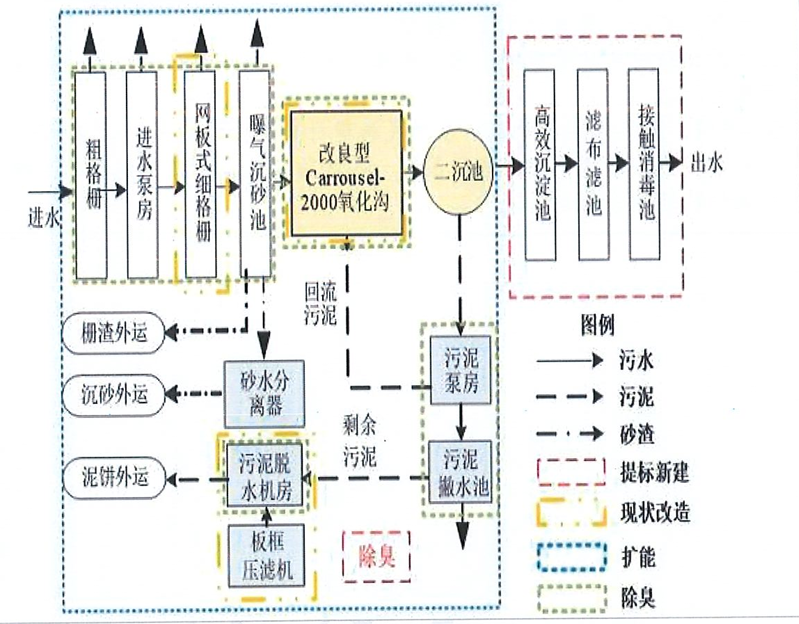 进水
粗格栅
进水泵房
网板式细格栅
曝气沉砂池
改良型
Carrousel-
2000氧化沟
二沉池
高效沉淀池
滤布滤池
接触消毒池
出水
回流
污泥
栅渣外运
沉砂外运
泥饼外运
砂水分
离器
污泥
泵房
剩余
污泥
污泥
撇水池
污泥脱
水机房
板框
压滤机
除臭
图例
污水
污泥
砂渣
提标新建
现状改造
扩能
除臭